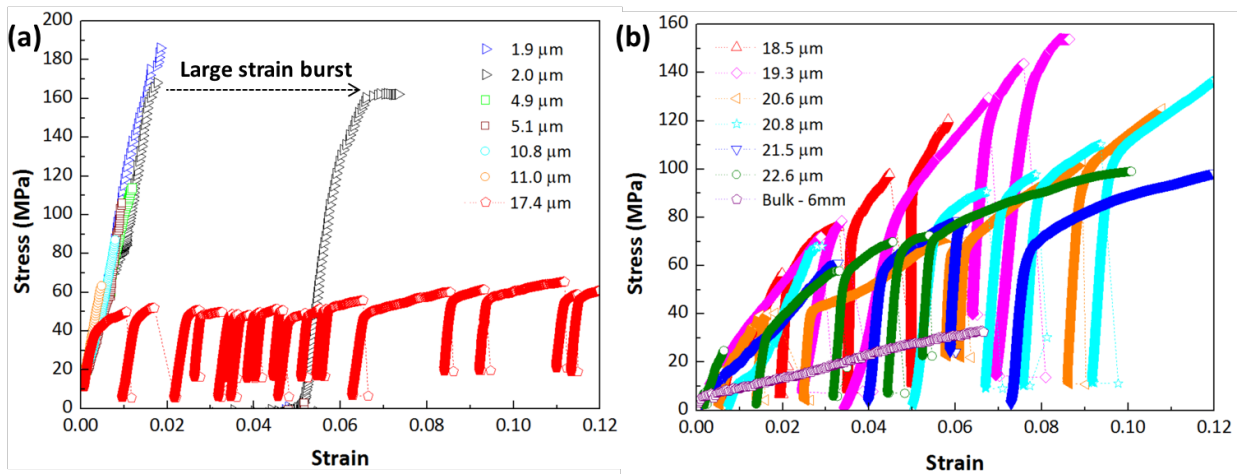 (a)
200
180
160
140
120
100
80
60
40
20
0
Stress (MPa)
Large strain burst
1.9 μm
2.0 μm
4.9 μm
5.1 μm
10.8 μm
11.0 μm
17.4 μm
0.00 0.02 0.04 0.06 0.08 0.10 0.12
Strain
(b)
160
140
120
100
80
60
40
20
0
Stress (MPa)
18.5 μm
19.3 μm
20.6 μm
20.8 μm
21.5 μm
22.6 μm
Bulk - 6mm
0.00 0.02 0.04 0.06 0.08 0.10 0.12
Strain